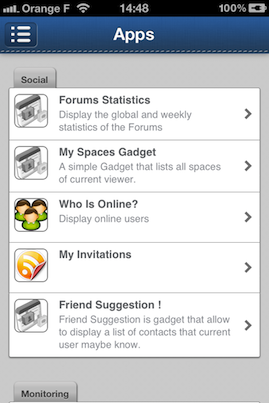 Orange F 14:48 100%
Apps
Social
Forums Statistics
Display the global and weekly
statistics of the Forums
My Spaces Gadget
A simple Gadget that lists all spaces
of current viewer.
Who Is Online?
Display online users
My Invitations
Friend Suggestion !
Friend Suggestion is gadget that allow
to display a list of contacts that current
user maybe know.
Monitoring